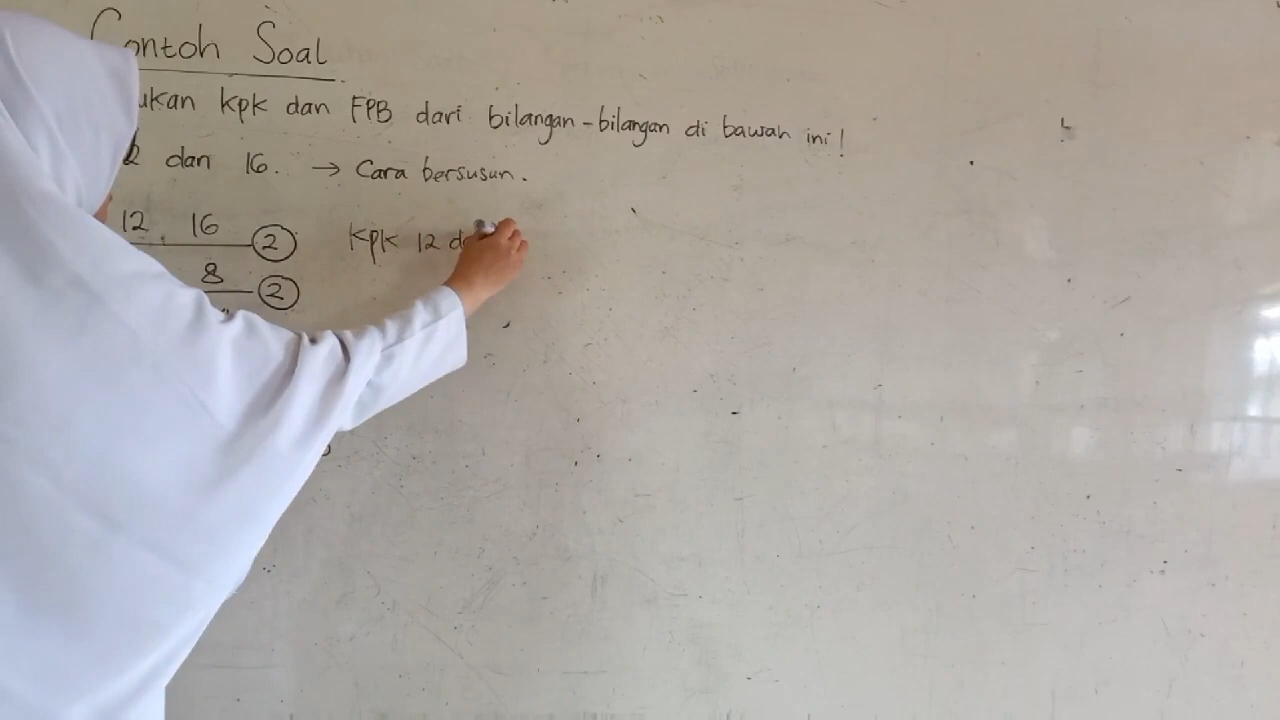 Contoh Soal
ukan kpk dan FPB dari bilangan-bilangan di bawah ini!
2 dan 16. → Cara bersusun.
12, 16 2 kpk 12 d
8 2